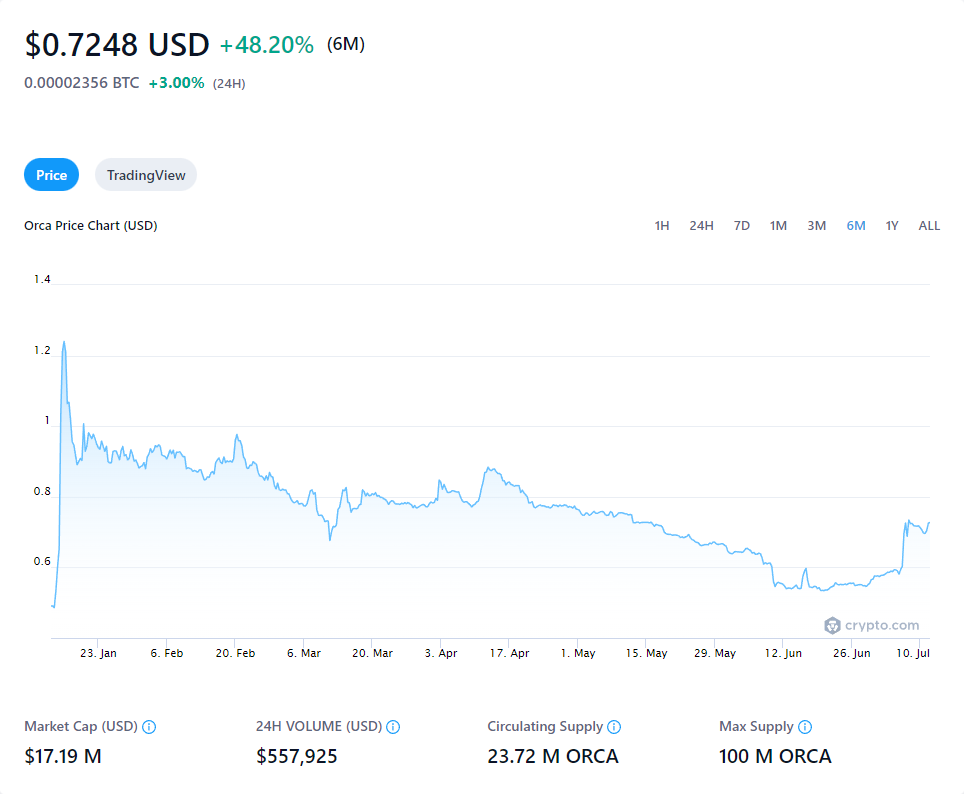 $0.7248 USD +48.20% (6M)
0.00002356 BTC +3.00% (24H)
Price TradingView
Orca Price Chart (USD) 1H 24H 7D 1M 3M 6M 1Y ALL
1.4
1.2
1
0.8
0.6
crypto.com
23. Jan 6. Feb 20. Feb 6. Mar 20. Mar 3. Apr 17. Apr 1. May 15. May 29. May 12. Jun 26. Jun 10. Jul
Market Cap (USD) 24H VOLUME (USD) Circulating Supply Max Supply
$17.19 M $557,925 23.72 M ORCA 100 M ORCA